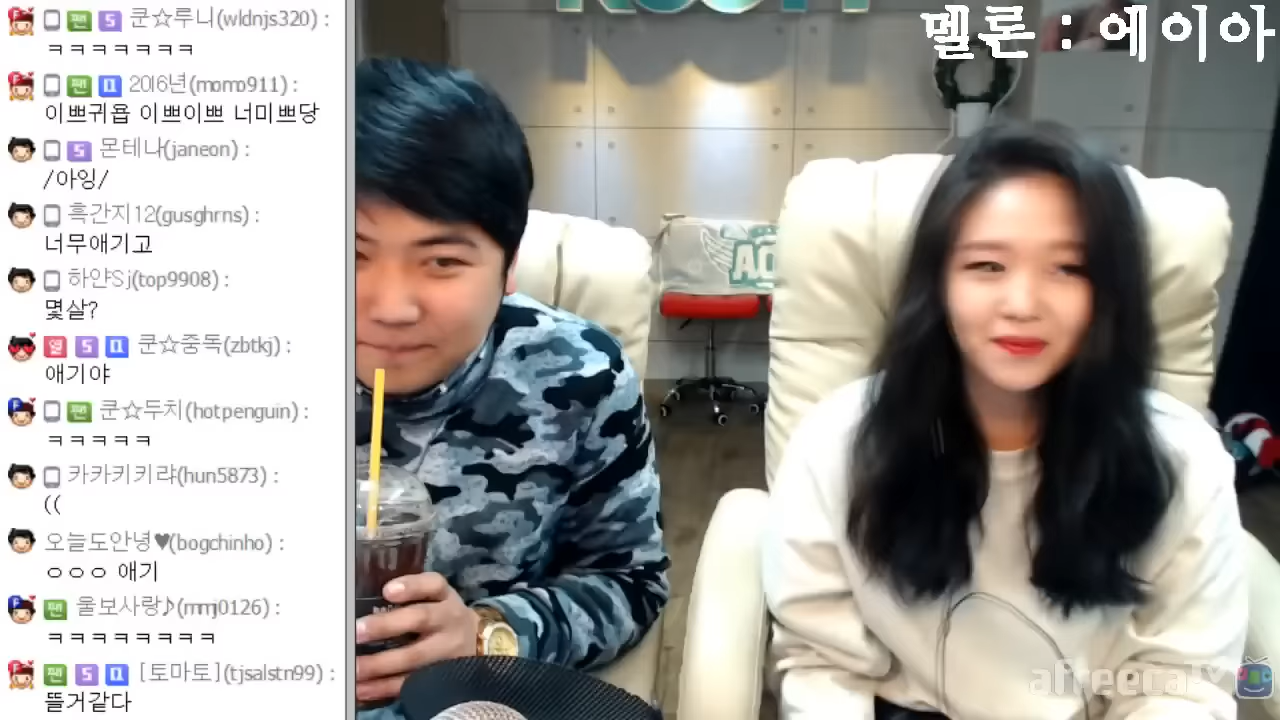 쿤☆루니(wldnjs320) :
ㅋㅋㅋㅋㅋㅋㅋ
2016년(momo911) :
이쁘귀욥 이쁘이쁘 너미쁘당
몬테나(janeon) :
/아잉/
흑간지12(gusghrns) :
너무애기고
하얀Sj(top9908) :
몇살?
쿤☆중독(zbtkj) :
애기야
쿤☆두치(hotpenguin) :
ㅋㅋㅋㅋㅋ
카카키키랴(hun5873) :
((
오늘도안녕♥(bogchinho) :
ㅇㅇㅇ 애기
울보사랑♪(mmj0126) :
ㅋㅋㅋㅋㅋㅋㅋㅋ
[토마토](tjsalstn99) :
뜰거같다
멜론 : 에이아
afreecaTV